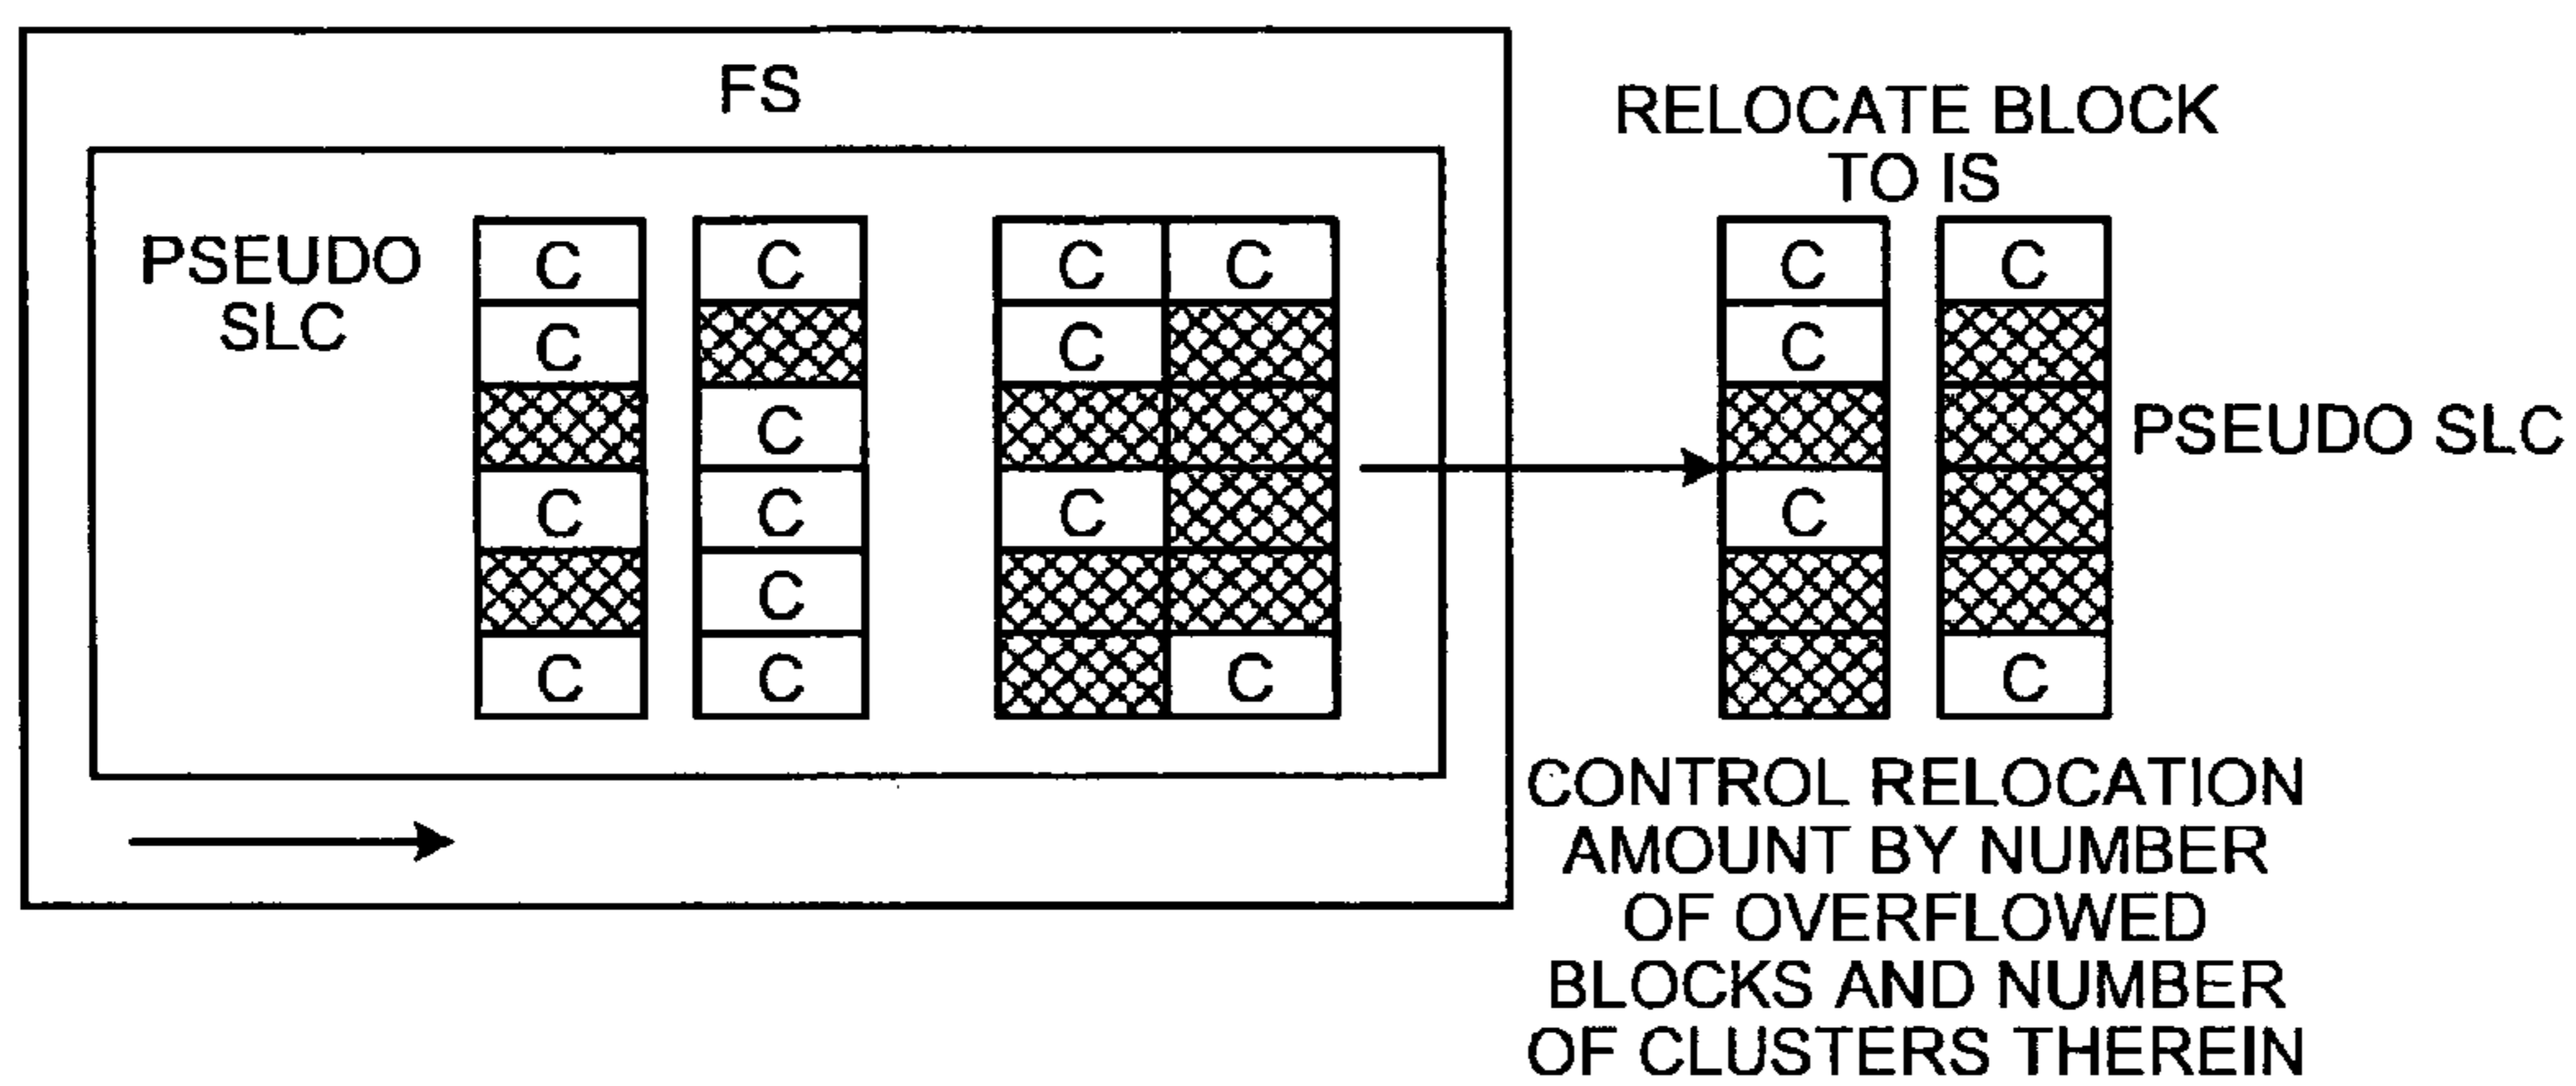 FS
RELOCATE BLOCK
TO IS
PSEUDO
SLC
C C C C C C
C C C
C
PSEUDO SLC
C C C C
C
C C C C
CONTROL RELOCATION
AMOUNT BY NUMBER
OF OVERFLOWED
BLOCKS AND NUMBER
OF CLUSTERS THEREIN